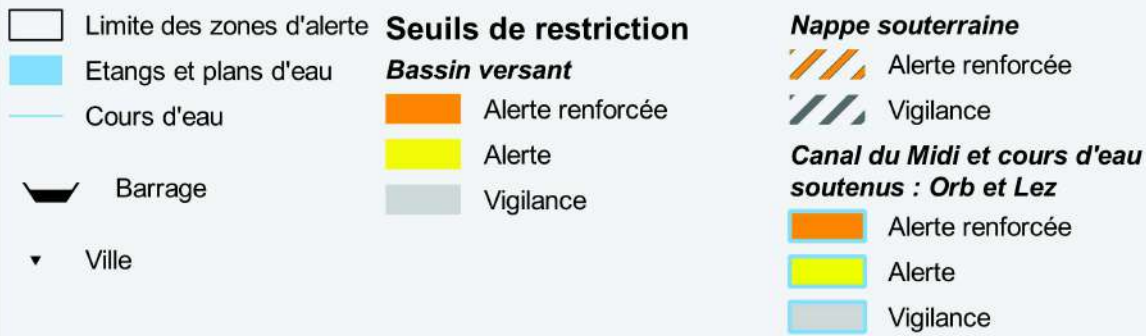 Limite des zones d'alerte
Etangs et plans d'eau
Cours d'eau
Barrage
Ville
Seuils de restriction
Bassin versant
Alerte renforcée
Alerte
Vigilance
Nappe souterraine
Alerte renforcée
Vigilance
Canal du Midi et cours d'eau
soutenus : Orb et Lez
Alerte renforcée
Alerte
Vigilance